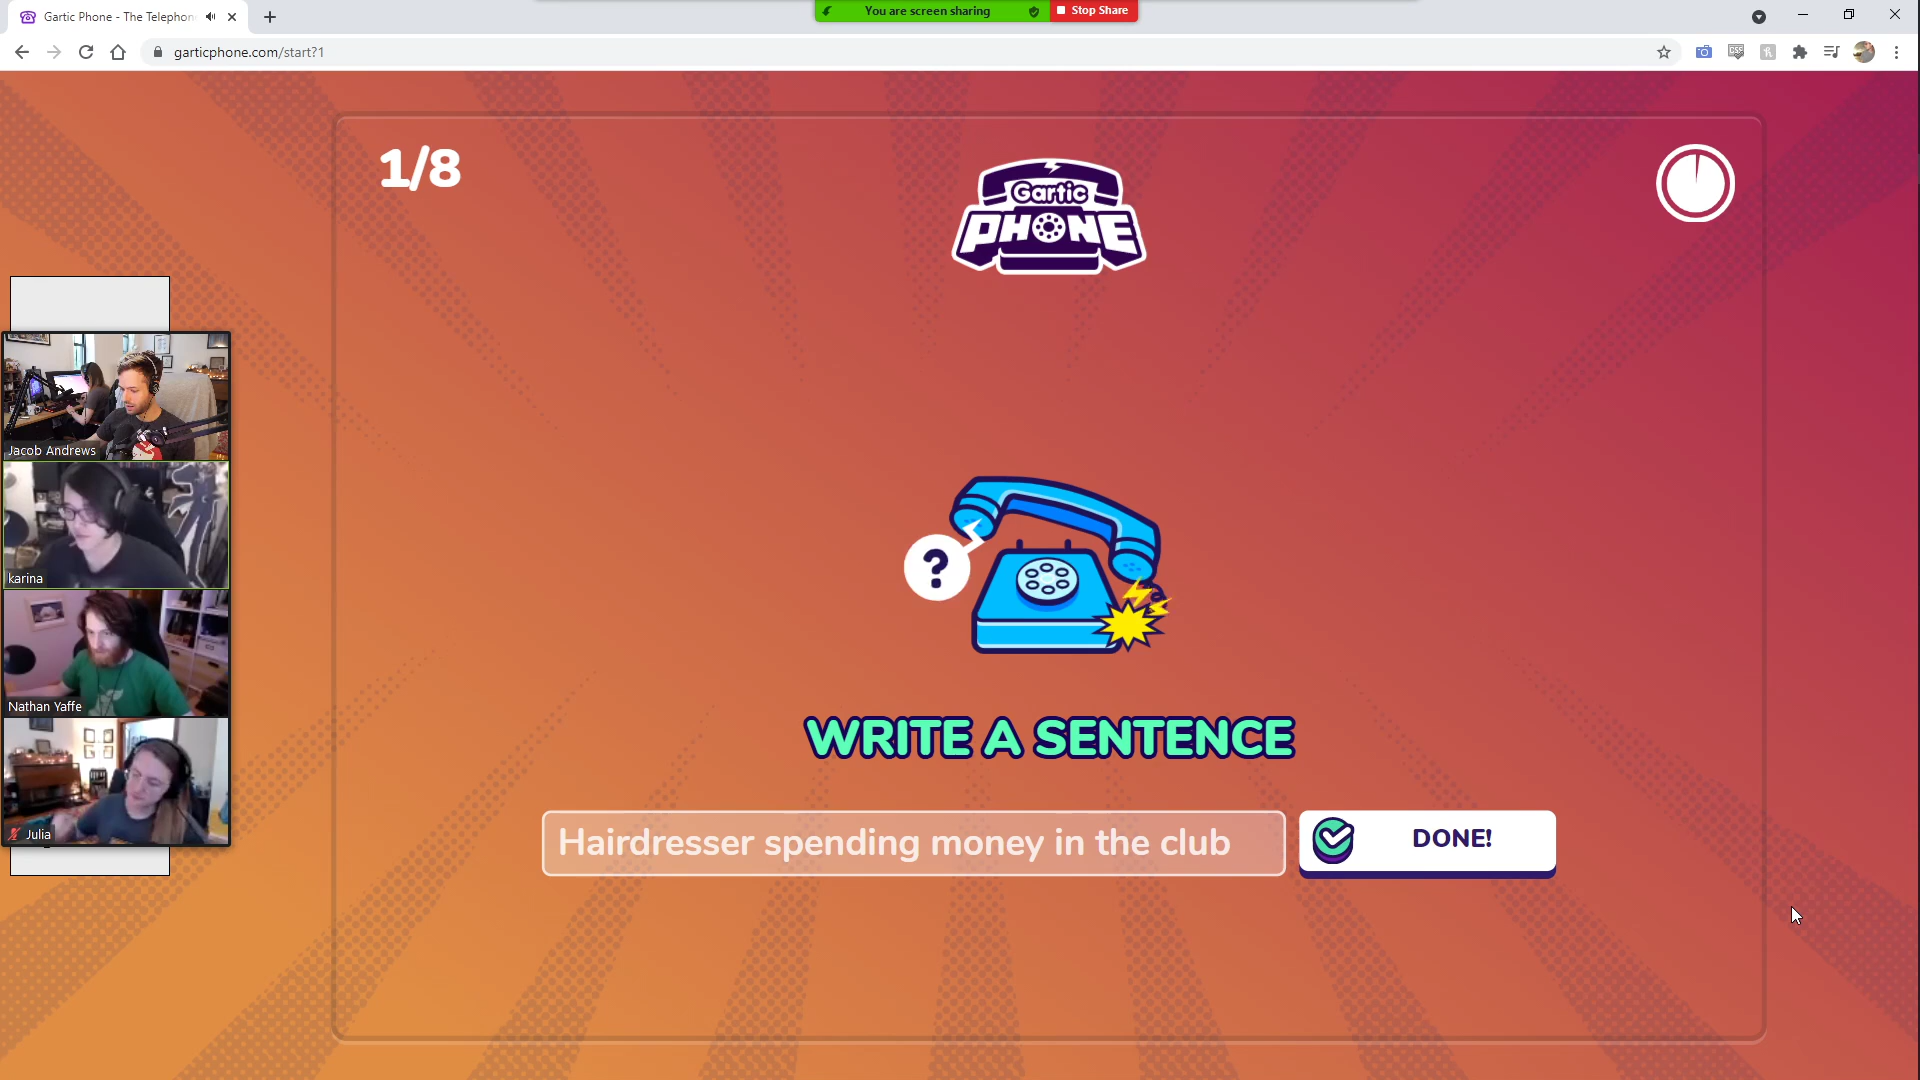 Gartic Phone - The Telephon
You are screen sharing
Stop Share
garticphone.com/start?1
1/8
Gartic
PHONE
?
WRITE A SENTENCE
Hairdresser spending money in the club
DONE!
Jacob Andrews
karina
Nathan Yaffe
Julia